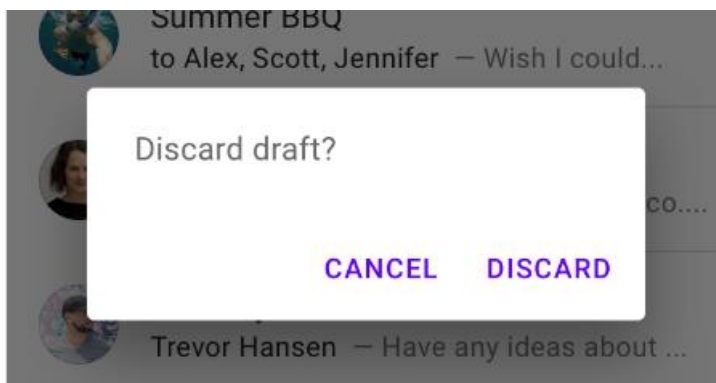 Summer BBQ
to Alex, Scott, Jennifer — Wish I could...
Discard draft?
co....
CANCEL DISCARD
Trevor Hansen — Have any ideas about ...